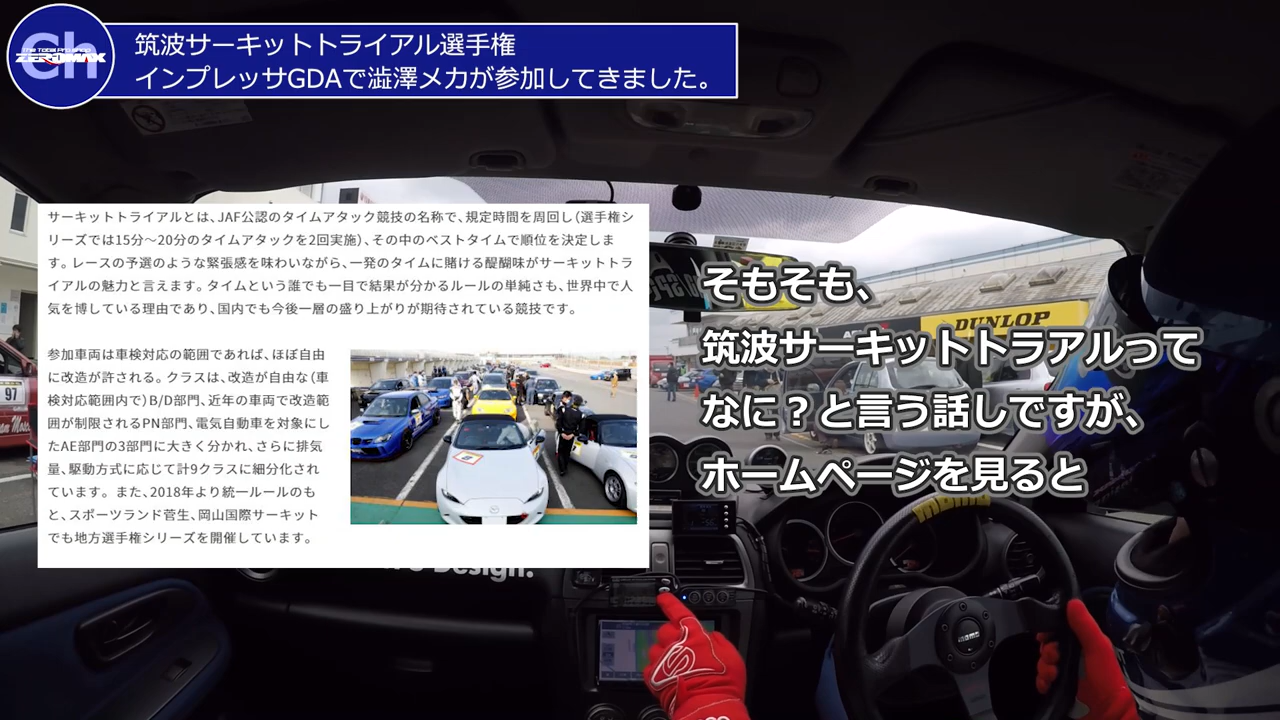 Ch
ZEROMAX
筑波サーキットトライアル選手権
インプレッサGDAで澁澤メカが参加してきました。
サーキットトライアルとは、JAF公認のタイムアタック競技の名称で、規定時間を周回し（選手権シ
リーズでは15分～20分のタイムアタックを2回実施）、その中のベストタイムで順位を決定しま
す。レースの予選のような緊張感を味わいながら、一発のタイムに賭ける醍醐味がサーキットトラ
イアルの魅力と言えます。タイムという誰でも一目で結果が分かるルールの単純さも、世界中で人
気を博している理由であり、国内でも今後一層の盛り上がりが期待されている競技です。
参加車両は車検対応の範囲であれば、ほぼ自由
に改造が許される。クラスは、改造が自由な（車
検対応範囲内で）B/D部門、近年の車両で改造範
囲が制限されるPN部門、電気自動車を対象にし
たAE部門の3部門に大きく分かれ、さらに排気
量、駆動方式に応じて計9クラスに細分化され
ています。また、2018年より統一ルールのも
と、スポーツランド菅生、岡山国際サーキット
でも地方選手権シリーズを開催しています。
そもそも、
筑波サーキットトラアルって
なに？と言う話しですが、
ホームページを見ると
DUNLOP
97
Design.
momo
momo